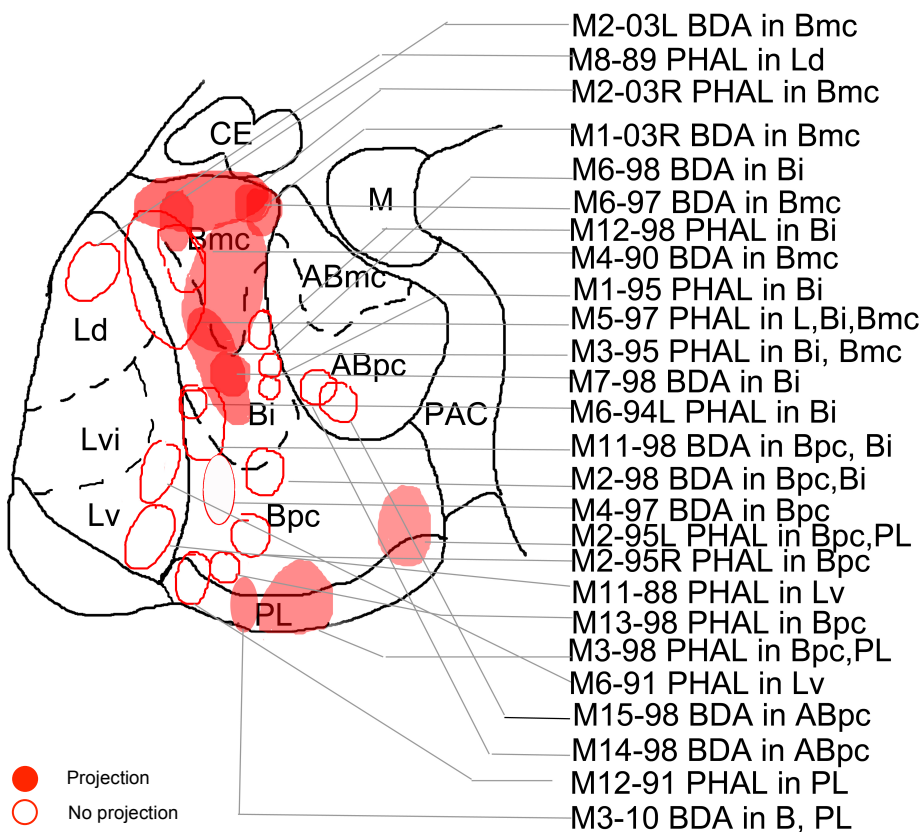 M2-03L BDA in Bmc
M8-89 PHAL in Ld
M2-03R PHAL in Bmc
M1-03R BDA in Bmc
M6-98 BDA in Bi
M6-97 BDA in Bmc
M12-98 PHAL in Bi
M4-90 BDA in Bmc
M1-95 PHAL in Bi
M5-97 PHAL in L,Bi,Bmc
M3-95 PHAL in Bi, Bmc
M7-98 BDA in Bi
M6-94L PHAL in Bi
M11-98 BDA in Bpc, Bi
M2-98 BDA in Bpc,Bi
M4-97 BDA in Bpc
M2-95L PHAL in Bpc,PL
M2-95R PHAL in Bpc
M11-88 PHAL in Lv
M13-98 PHAL in Bpc
M3-98 PHAL in Bpc,PL
M6-91 PHAL in Lv
M15-98 BDA in ABpc
M14-98 BDA in ABpc
M12-91 PHAL in PL
M3-10 BDA in B, PL
CE
M
Bmc
ABmc
Ld
ABpc
Bi
PAC
Lvi
Lv
Bpc
PL
Projection
No projection